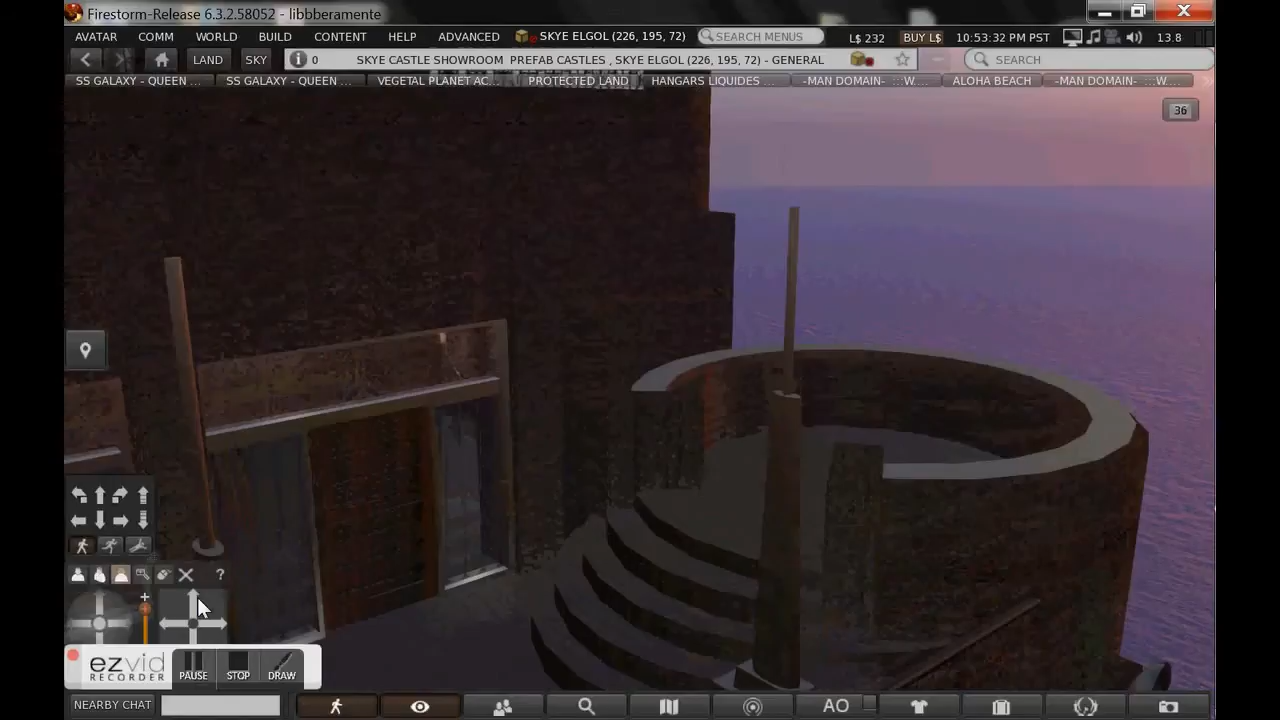 Firestorm-Release 6.3.2.58052 - libbberamente
AVATAR COMM WORLD BUILD CONTENT HELP ADVANCED SKYE ELGOL (226, 195, 72) SEARCH MENUS L$ 232 BUY L$ 10:53:32 PM PST 13.8
LAND SKY i 0 SKYE CASTLE SHOWROOM PREFAB CASTLES , SKYE ELGOL (226, 195, 72) - GENERAL SEARCH
SS GALAXY - QUEEN ... SS GALAXY - QUEEN ... VEGETAL PLANET AC... PROTECTED LAND HANGARS LIQUIDES ... -MAN DOMAIN- :::W... ALOHA BEACH -MAN DOMAIN- :::W...
36
?
ezvid
RECORDER
PAUSE STOP DRAW
NEARBY CHAT AO